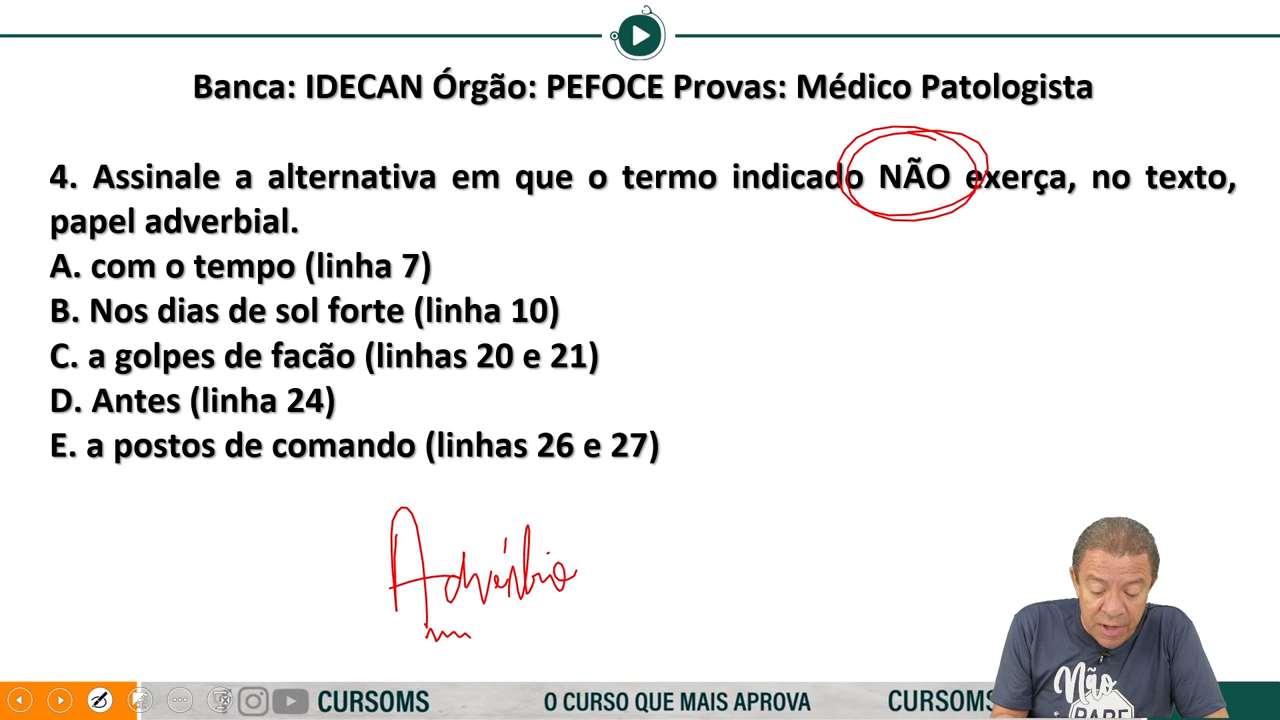 Banca: IDECAN Órgão: PEFOCE Provas: Médico Patologista
4. Assinale a alternativa em que o termo indicado NÃO exerça, no texto,
papel adverbial.
A. com o tempo (linha 7)
B. Nos dias de sol forte (linha 10)
C. a golpes de facão (linhas 20 e 21)
D. Antes (linha 24)
E. a postos de comando (linhas 26 e 27)
Advérbio
Não
CURSOMS
O CURSO QUE MAIS APROVA
CURSOMS